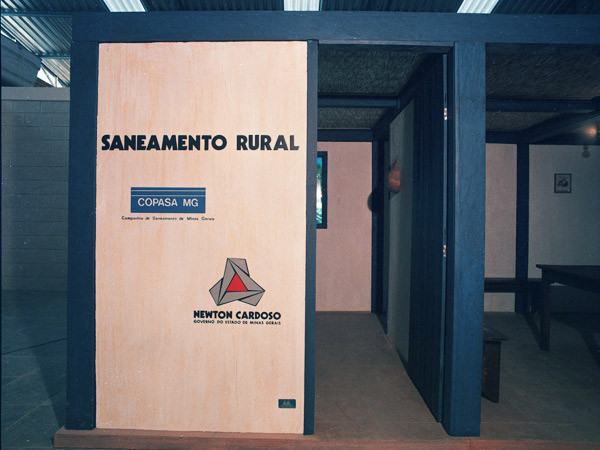 SANEAMENTO RURAL
COPASA MG
Companhia de Saneamento de Minas Gerais
NEWTON CARDOSO
GOVERNO DO ESTADO DE MINAS GERAIS